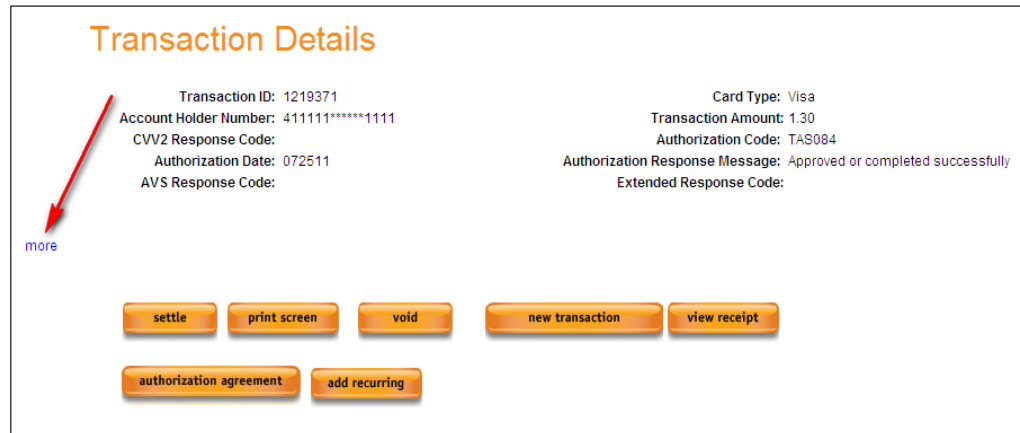 Transaction Details
Transaction ID: 1219371
Card Type: Visa
Account Holder Number: 411111******1111
Transaction Amount: 1.30
CVV2 Response Code:
Authorization Code: TAS084
Authorization Date: 072511
Authorization Response Message: Approved or completed successfully
AVS Response Code:
Extended Response Code:
more
settle
print screen
void
new transaction
view receipt
authorization agreement
add recurring